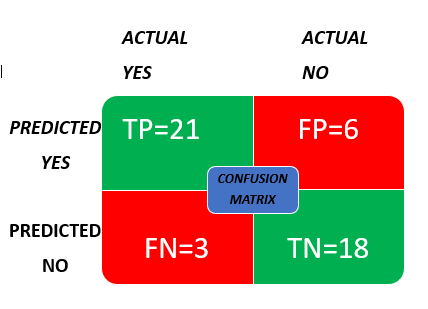 ACTUAL ACTUAL
YES NO
PREDICTED TP=21 FP=6
YES
CONFUSION
MATRIX
PREDICTED
NO FN=3 TN=18